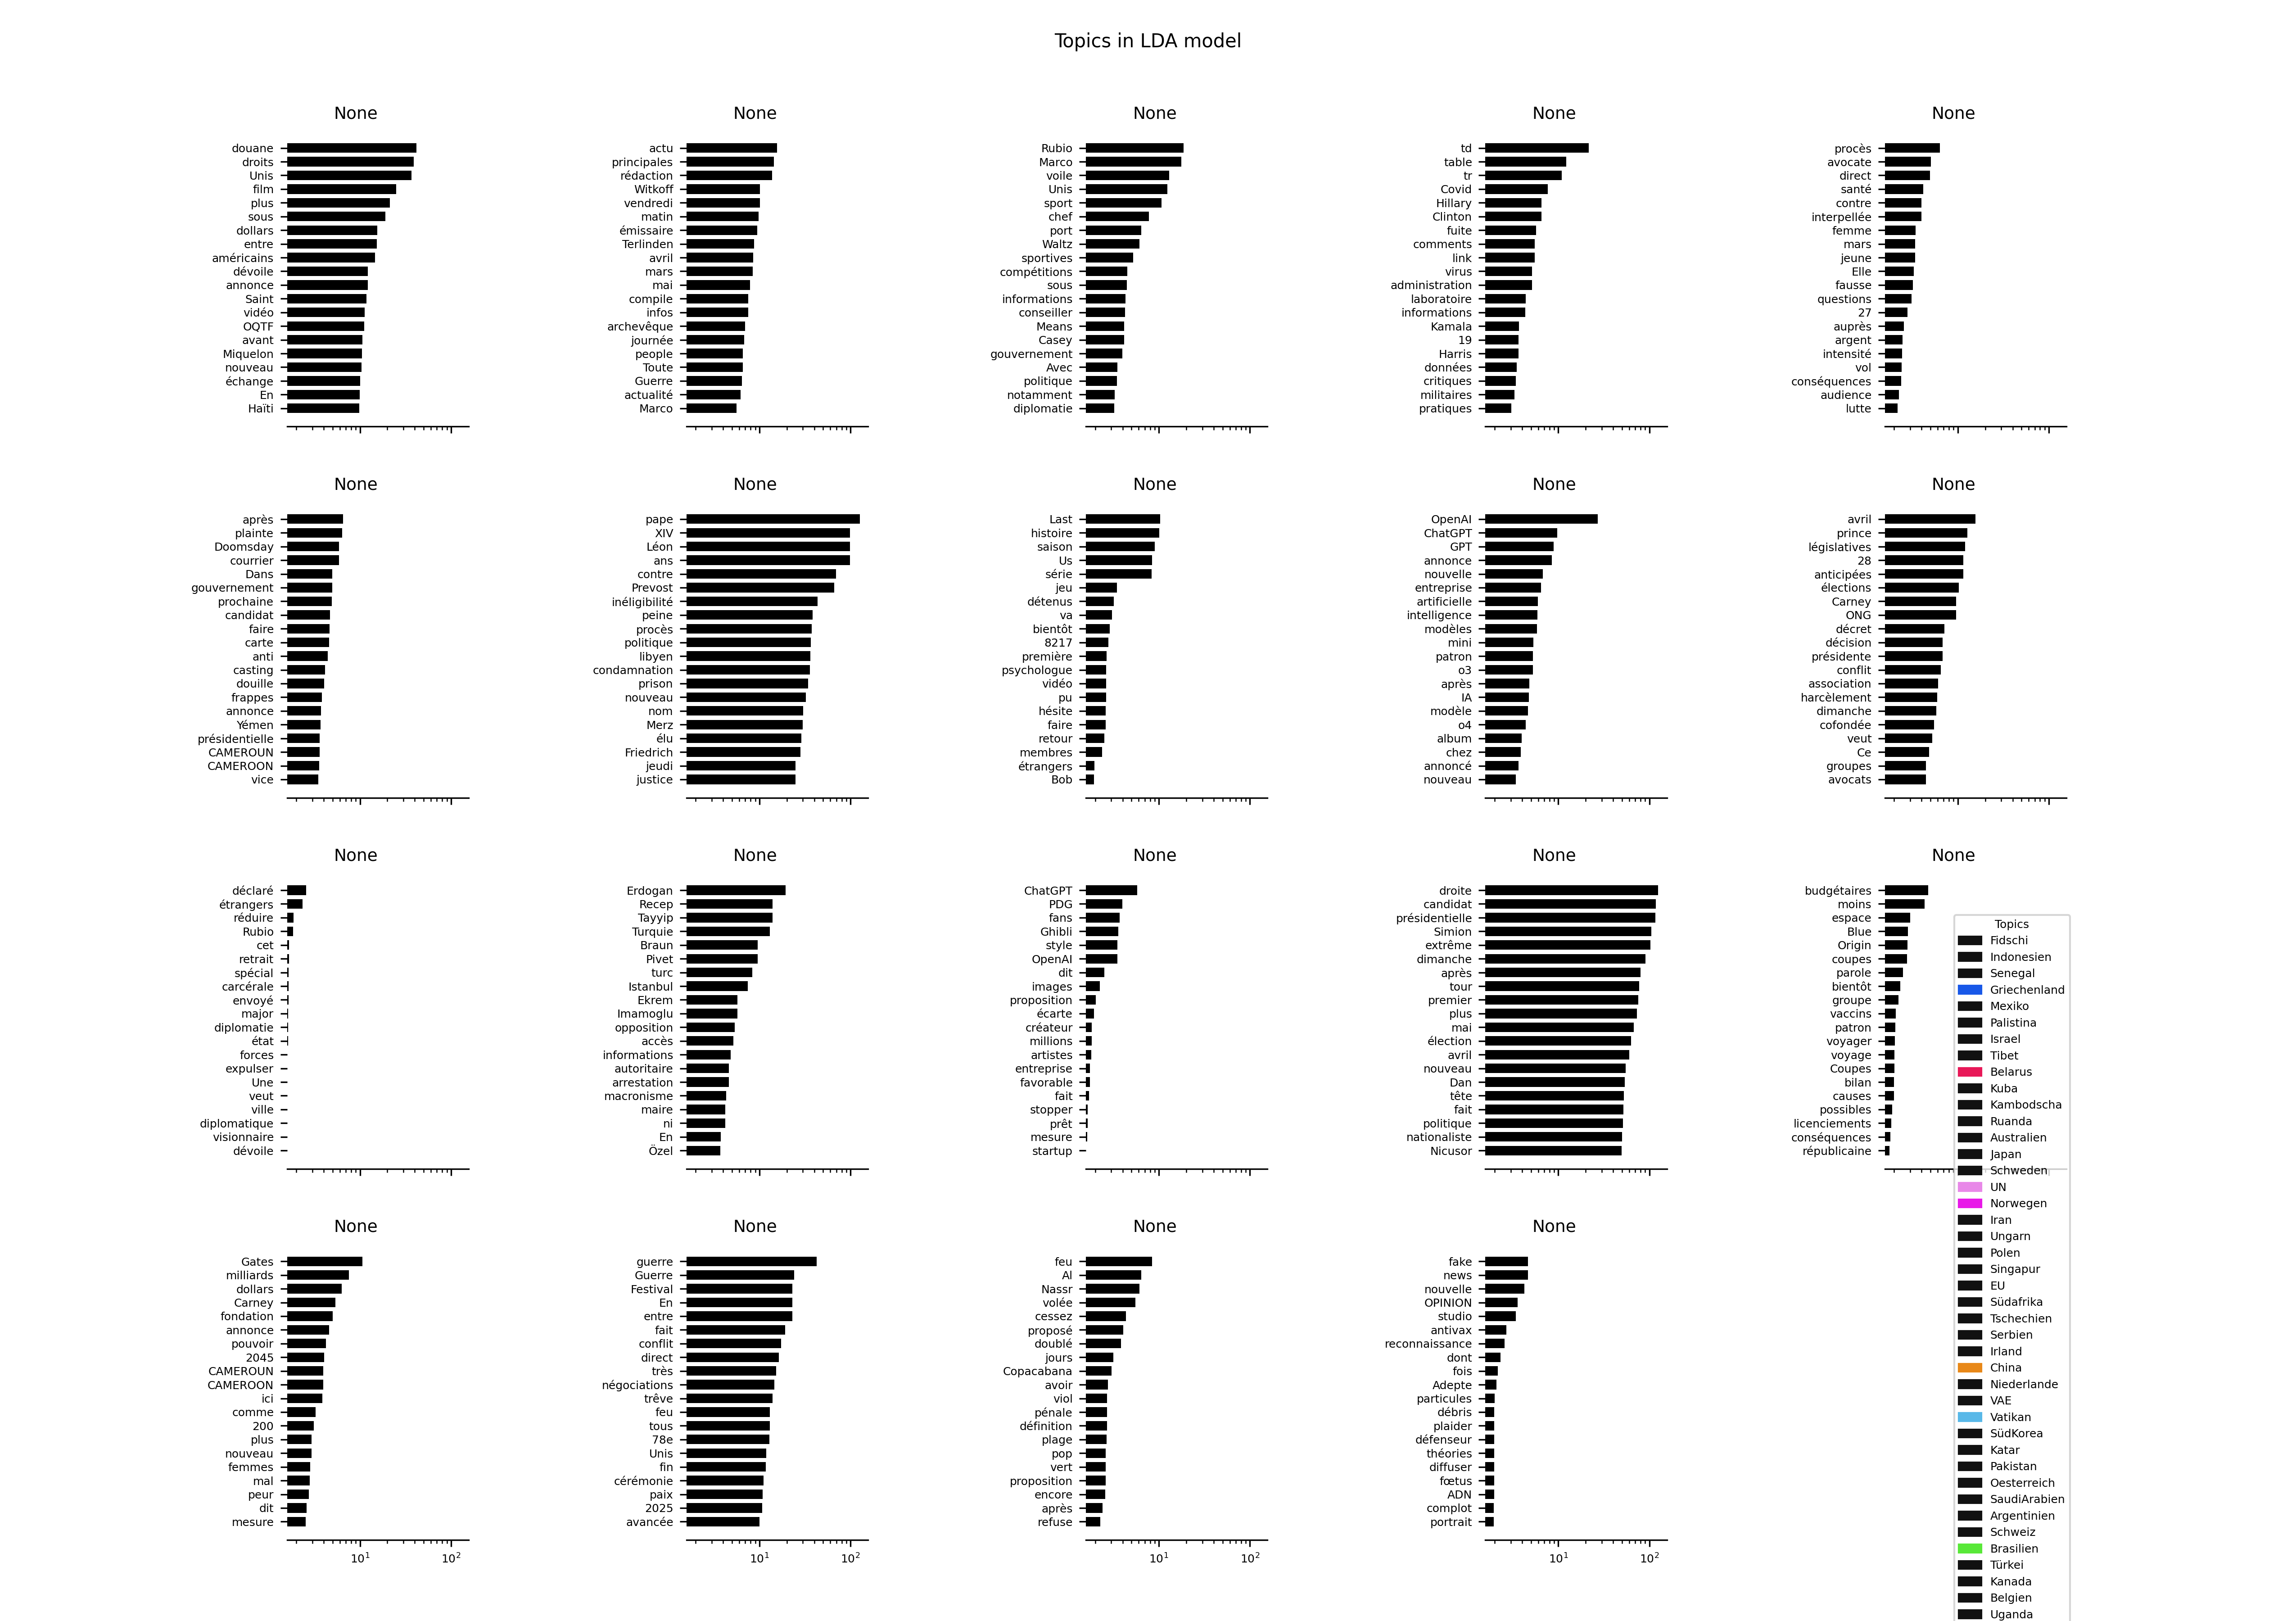 Topics in LDA model
None
douane
droits
Unis
film
plus
sous
dollars
entre
américains
dévoile
annonce
Saint
vidéo
OQTF
avant
Miquelon
nouveau
échange
En
Haïti
None
actu
principales
rédaction
Witkoff
vendredi
matin
émissaire
Terlinden
avril
mars
mai
compile
infos
archevêque
journée
people
Toute
Guerre
actualité
Marco
None
Rubio
Marco
voile
Unis
sport
chef
port
Waltz
sportives
compétitions
sous
informations
conseiller
Means
Casey
gouvernement
Avec
politique
notamment
diplomatie
None
td
table
tr
Covid
Hillary
Clinton
fuite
comments
link
virus
administration
laboratoire
informations
Kamala
19
Harris
données
critiques
militaires
pratiques
None
procès
avocate
direct
santé
contre
interpellée
femme
mars
jeune
Elle
fausse
questions
27
auprès
argent
intensité
vol
conséquences
audience
lutte
None
après
plainte
Doomsday
courrier
Dans
gouvernement
prochaine
candidat
faire
carte
anti
casting
douille
frappes
annonce
Yémen
présidentielle
CAMEROUN
CAMEROON
vice
None
pape
XIV
Léon
ans
contre
Prevost
inéligibilité
peine
procès
politique
libyen
condamnation
prison
nouveau
nom
Merz
élu
Friedrich
jeudi
justice
None
Last
histoire
saison
Us
série
jeu
détenus
va
bientôt
8217
première
psychologue
vidéo
pu
hésite
faire
retour
membres
étrangers
Bob
None
OpenAI
ChatGPT
GPT
annonce
nouvelle
entreprise
artificielle
intelligence
modèles
mini
patron
o3
après
IA
modèle
o4
album
chez
annoncé
nouveau
None
avril
prince
législatives
28
anticipées
élections
Carney
ONG
décret
décision
présidente
conflit
association
harcèlement
dimanche
cofondée
veut
Ce
groupes
avocats
None
déclaré
étrangers
réduire
Rubio
cet
retrait
spécial
carcérale
envoyé
major
diplomatie
état
forces
expulser
Une
veut
ville
diplomatique
visionnaire
dévoile
None
Erdogan
Recep
Tayyip
Turquie
Braun
Pivet
turc
Istanbul
Ekrem
Imamoglu
opposition
accès
informations
autoritaire
arrestation
macronisme
maire
ni
En
Özel
None
ChatGPT
PDG
fans
Ghibli
style
OpenAI
dit
images
proposition
écarte
créateur
millions
artistes
entreprise
favorable
fait
stopper
prêt
mesure
startup
None
droite
candidat
présidentielle
Simion
extrême
dimanche
après
tour
premier
plus
mai
élection
avril
nouveau
Dan
tête
fait
politique
nationaliste
Nicusor
None
budgétaires
moins
espace
Blue
Origin
coupes
parole
bientôt
groupe
vaccins
patron
voyager
voyage
Coupes
bilan
causes
possibles
licenciements
conséquences
républicaine
None
Gates
milliards
dollars
Carney
fondation
annonce
pouvoir
2045
CAMEROUN
CAMEROON
ici
comme
200
plus
nouveau
femmes
mal
peur
dit
mesure
10¹ 10²
None
guerre
Guerre
Festival
En
entre
fait
conflit
direct
très
négociations
trêve
feu
tous
78e
Unis
fin
cérémonie
paix
2025
avancée
10¹ 10²
None
feu
Al
Nassr
volée
cessez
proposé
doublé
jours
Copacabana
avoir
viol
pénale
définition
plage
pop
vert
proposition
encore
après
refuse
10¹ 10²
None
fake
news
nouvelle
OPINION
studio
antivax
reconnaissance
dont
fois
Adepte
particules
débris
plaider
défenseur
théories
diffuser
fœtus
ADN
complot
portrait
10¹ 10²
Topics
Fidschi
Indonesien
Senegal
Griechenland
Mexiko
Palistina
Israel
Tibet
Belarus
Kuba
Kambodscha
Ruanda
Australien
Japan
Schweden
UN
Norwegen
Iran
Ungarn
Polen
Singapur
EU
Südafrika
Tschechien
Serbien
Irland
China
Niederlande
VAE
Vatikan
SüdKorea
Katar
Pakistan
Oesterreich
SaudiArabien
Argentinien
Schweiz
Brasilien
Türkei
Kanada
Belgien
Uganda